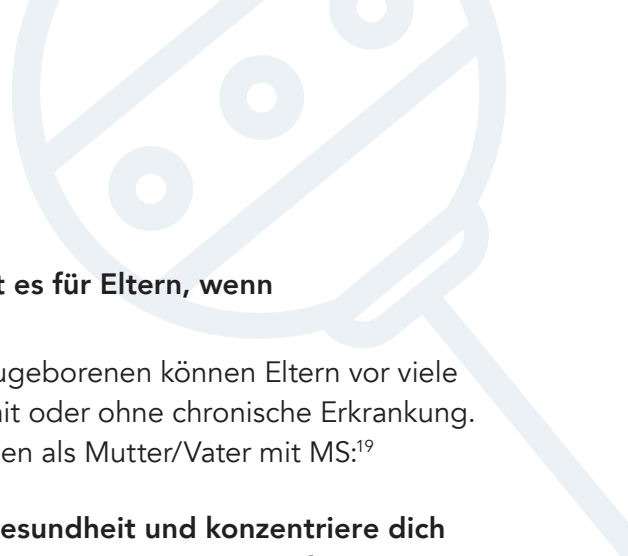 t es für Eltern, wenn
ugeborenen können Eltern vor viele
nit oder ohne chronische Erkrankung.
en als Mutter/Vater mit MS:19
esundheit und konzentriere dich